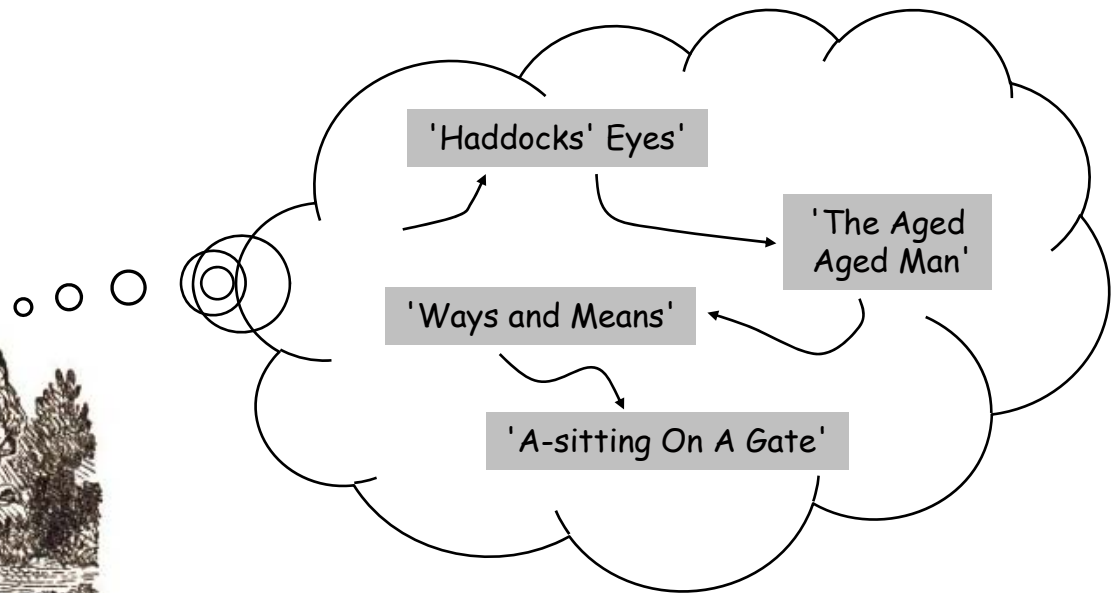 'Haddocks' Eyes'
'The Aged
Aged Man'
'Ways and Means'
'A-sitting On A Gate'